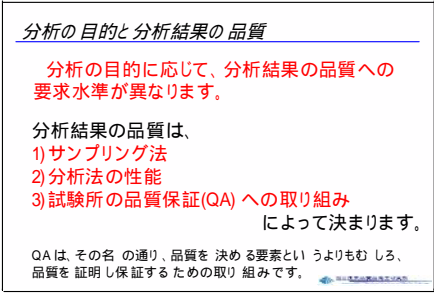 分析の目的と分析結果の品質
分析の目的に応じて、分析結果の品質への
要求水準が異なります。
分析結果の品質は、
1)サンプリング法
2)分析法の性能
3)試験所の品質保証(QA)への取り組み
によって決まります。
QAは、その名の通り、品質を決める要素というよりもむしろ、
品質を証明し保証するための取り組みです。